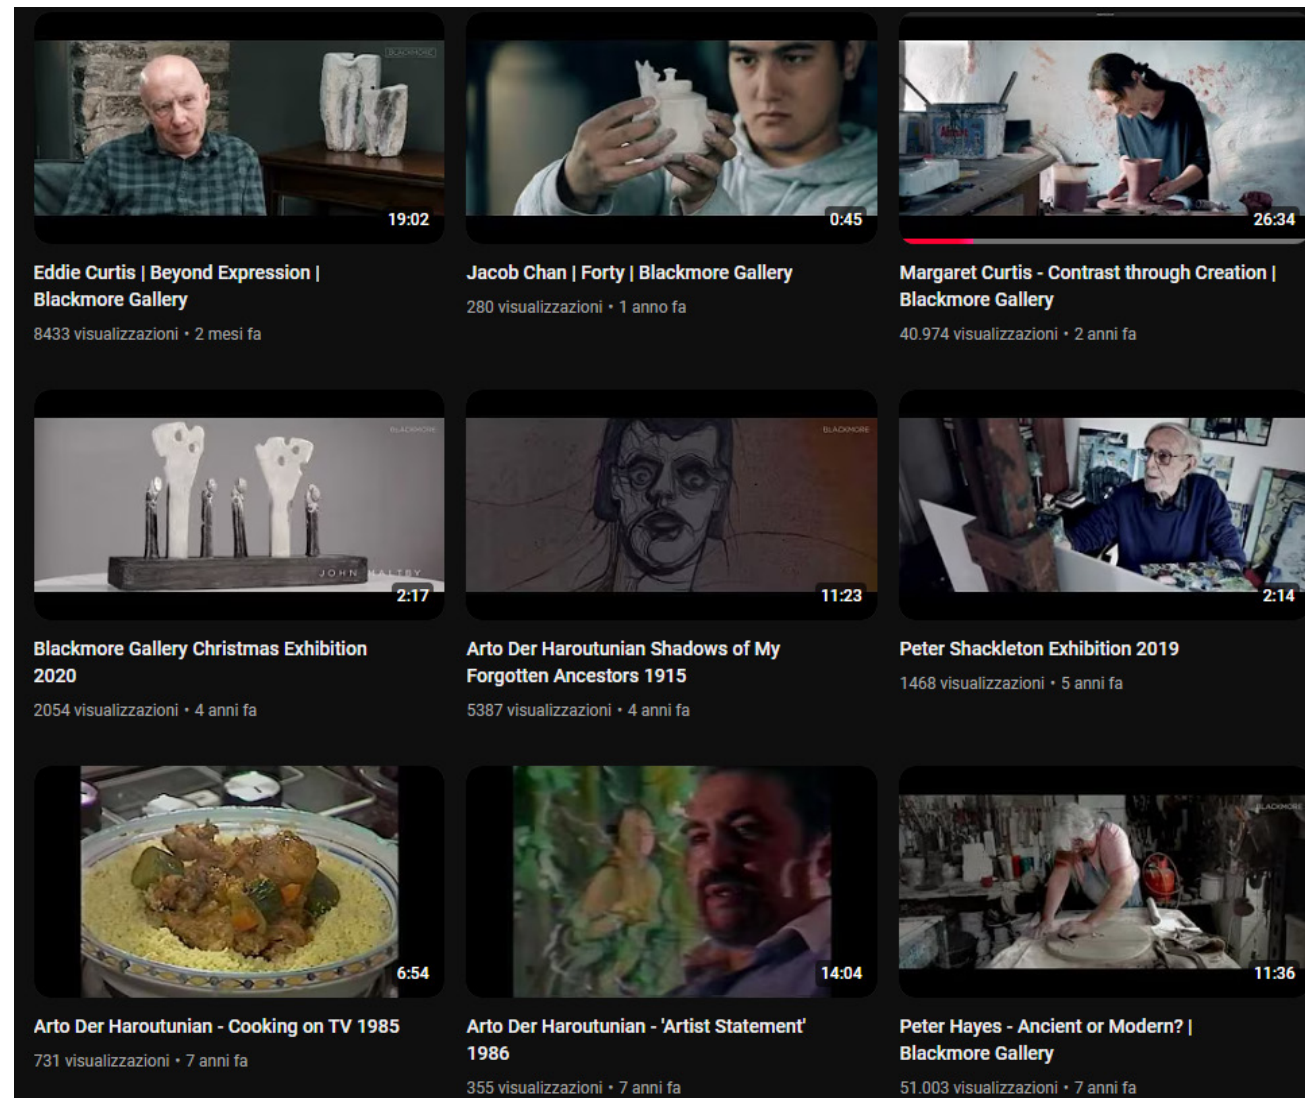 BLACKMORE
19:02
0:45
26:34
Eddie Curtis | Beyond Expression |
Blackmore Gallery
8433 visualizzazioni • 2 mesi fa
Jacob Chan | Forty | Blackmore Gallery
280 visualizzazioni • 1 anno fa
Margaret Curtis - Contrast through Creation |
Blackmore Gallery
40.974 visualizzazioni • 2 anni fa
BLACKMORE
JOHN MALTBY
2:17
BLACKMORE
11:23
2:14
Blackmore Gallery Christmas Exhibition
2020
2054 visualizzazioni • 4 anni fa
Arto Der Haroutunian Shadows of My
Forgotten Ancestors 1915
5387 visualizzazioni • 4 anni fa
Peter Shackleton Exhibition 2019
1468 visualizzazioni • 5 anni fa
6:54
14:04
BLACKMORE
11:36
Arto Der Haroutunian - Cooking on TV 1985
731 visualizzazioni • 7 anni fa
Arto Der Haroutunian - 'Artist Statement'
1986
355 visualizzazioni • 7 anni fa
Peter Hayes - Ancient or Modern? |
Blackmore Gallery
51.003 visualizzazioni • 7 anni fa